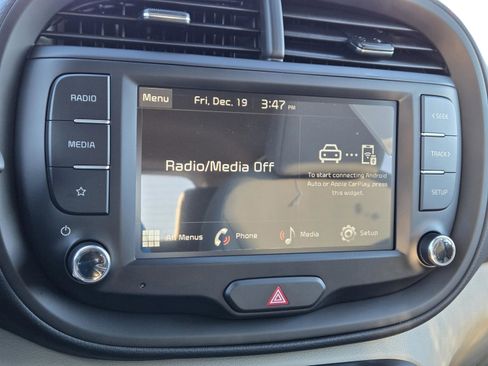 RADIO
MEDIA
Menu Fri, Dec. 19 3:47 PM
Radio/Media Off
To start connecting Android
Auto or Apple CarPlay, press
this widget.
All Menus Phone Media Setup
< SEEK
TRACK >
SETUP